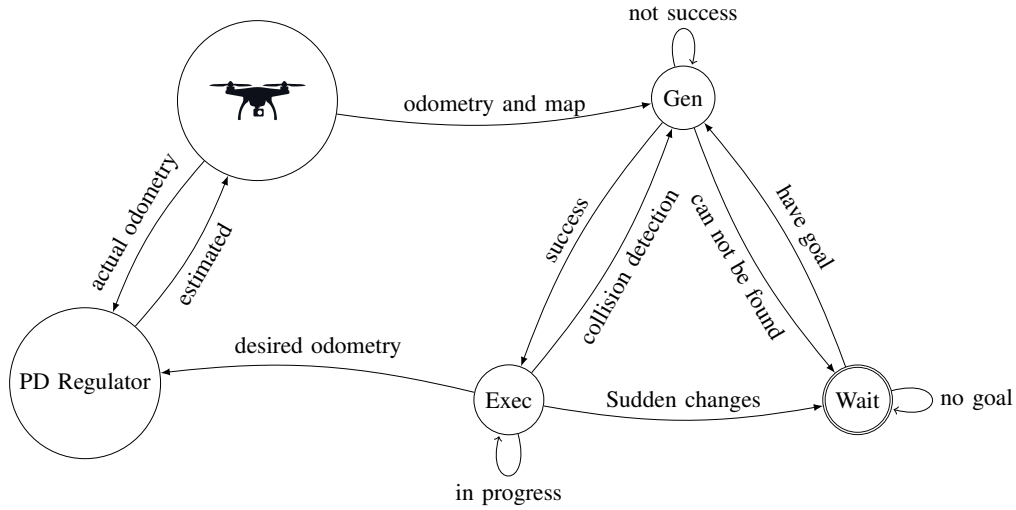 not success
Gen
odometry and map
actual odometry
estimated
success
collision detection
can not be found
have goal
desired odometry
PD Regulator
Exec
Sudden changes
Wait
no goal
in progress